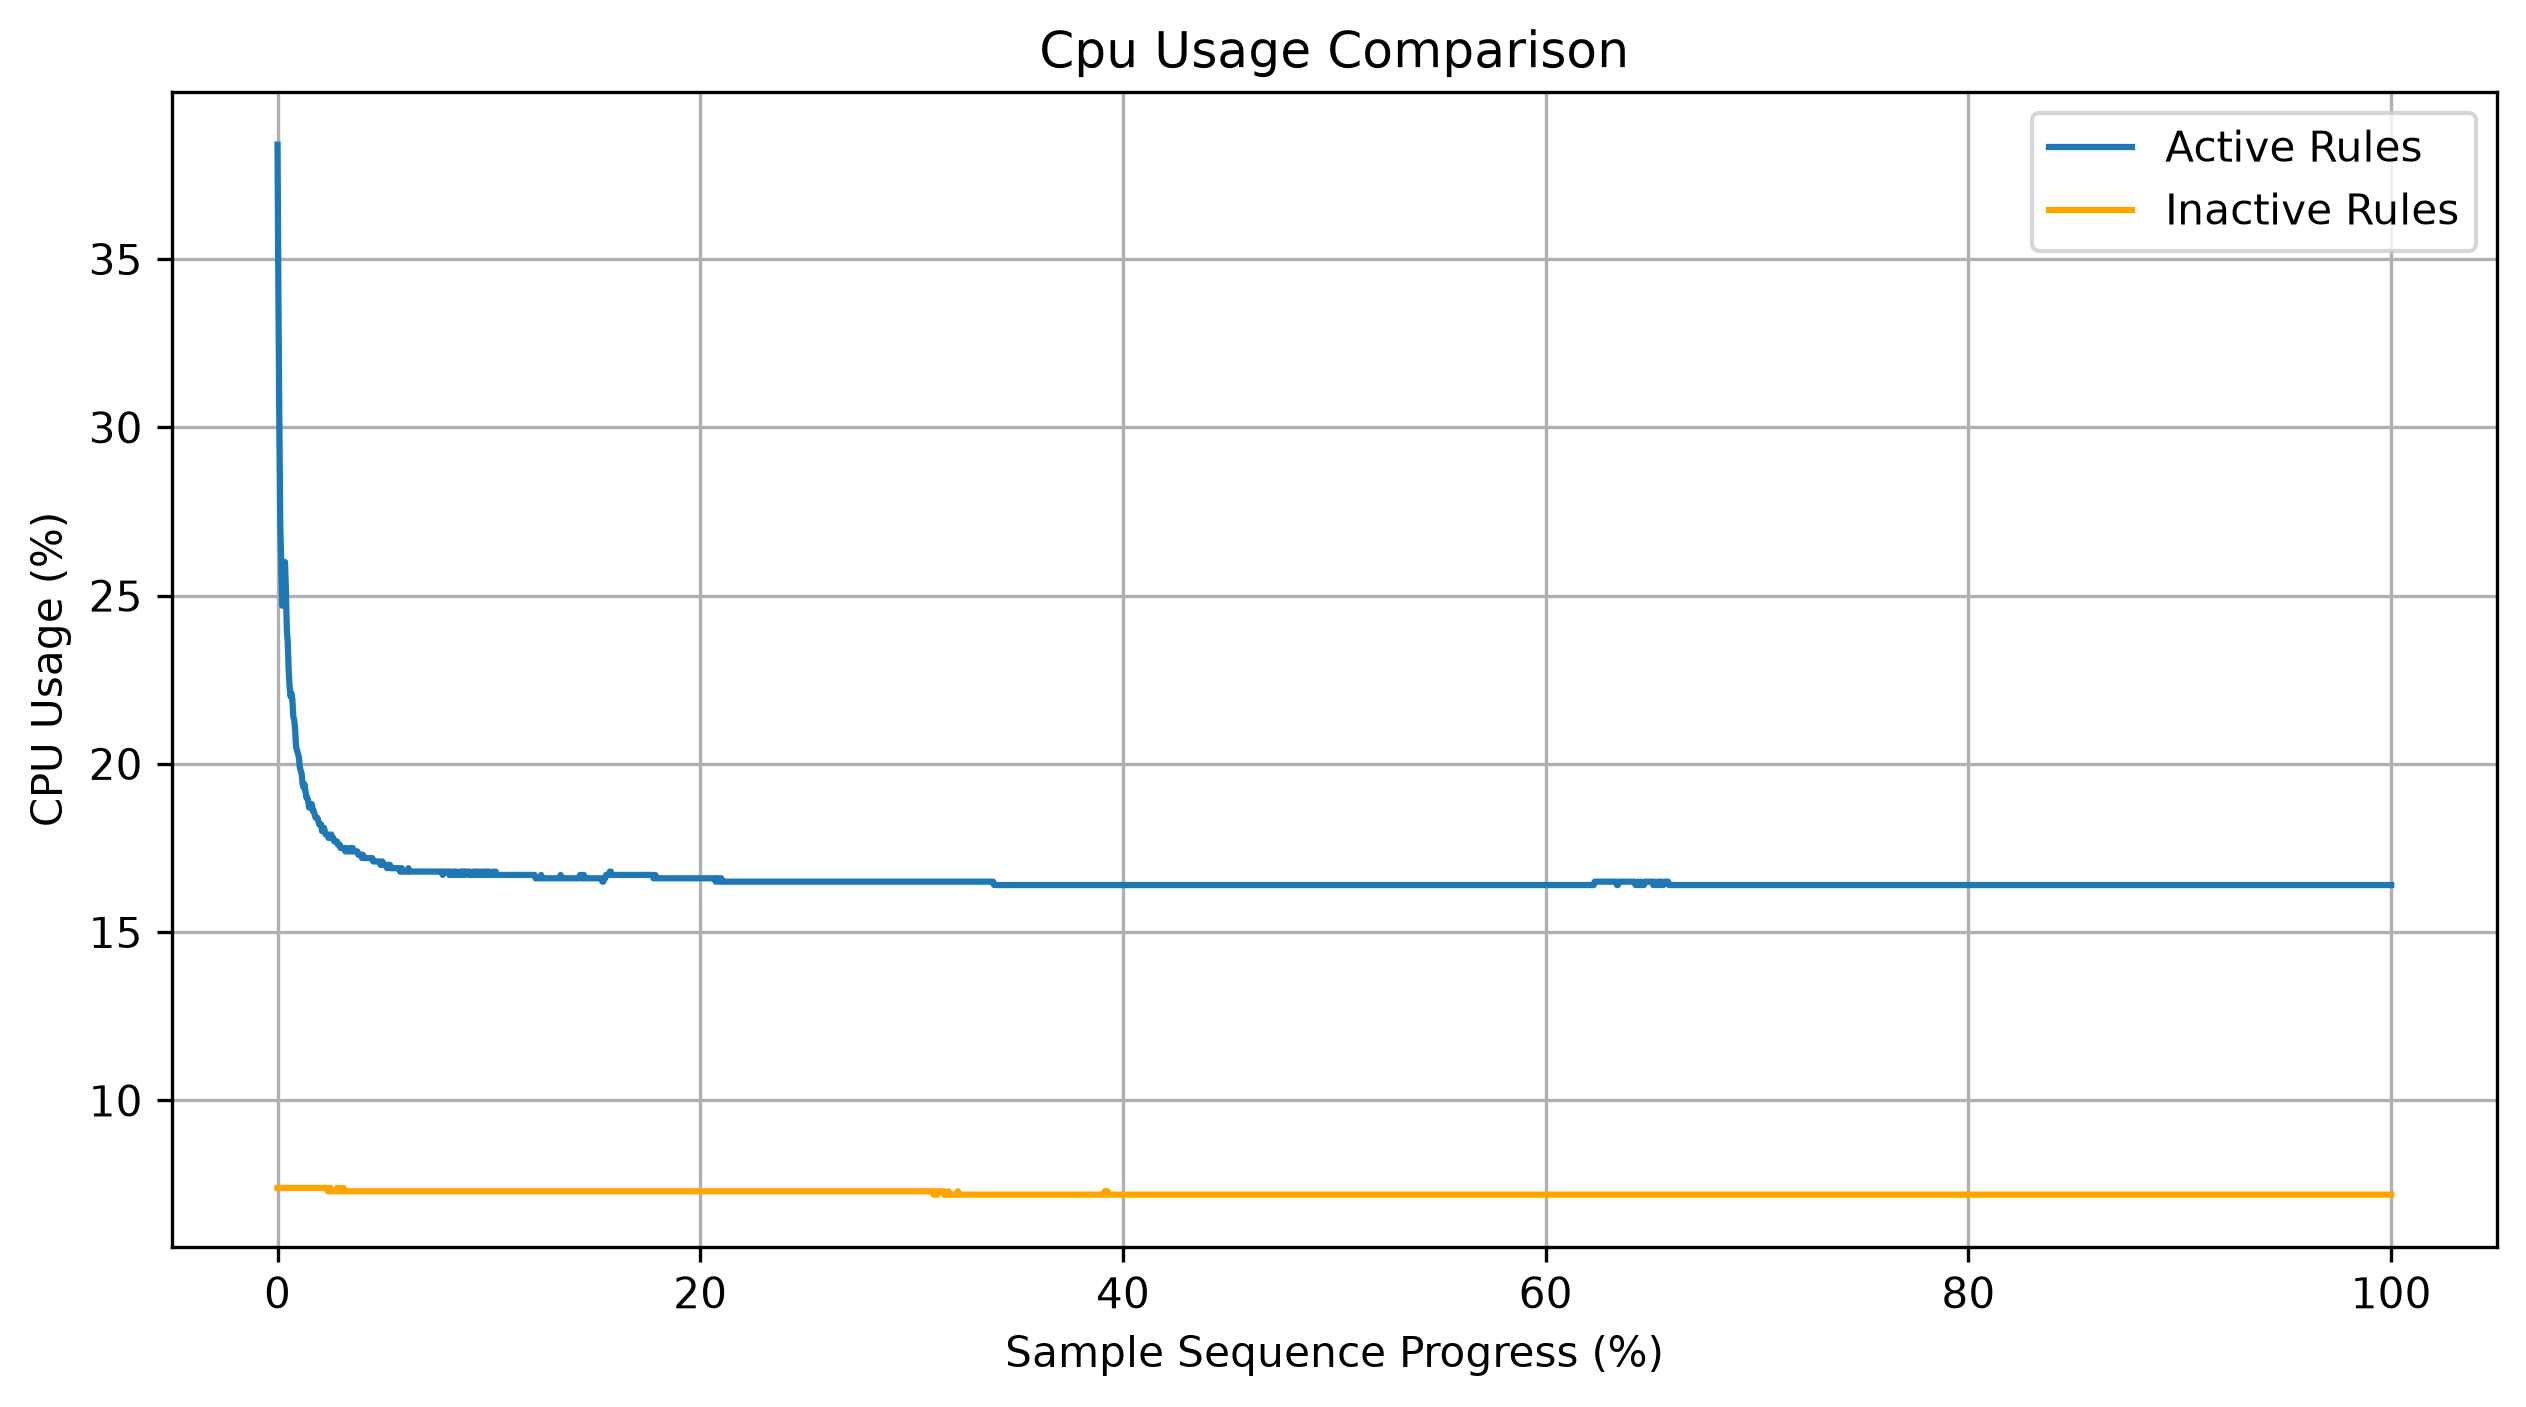 Cpu Usage Comparison
Active Rules
Inactive Rules
35
30
25
20
15
10
CPU Usage (%)
0 20 40 60 80 100
Sample Sequence Progress (%)